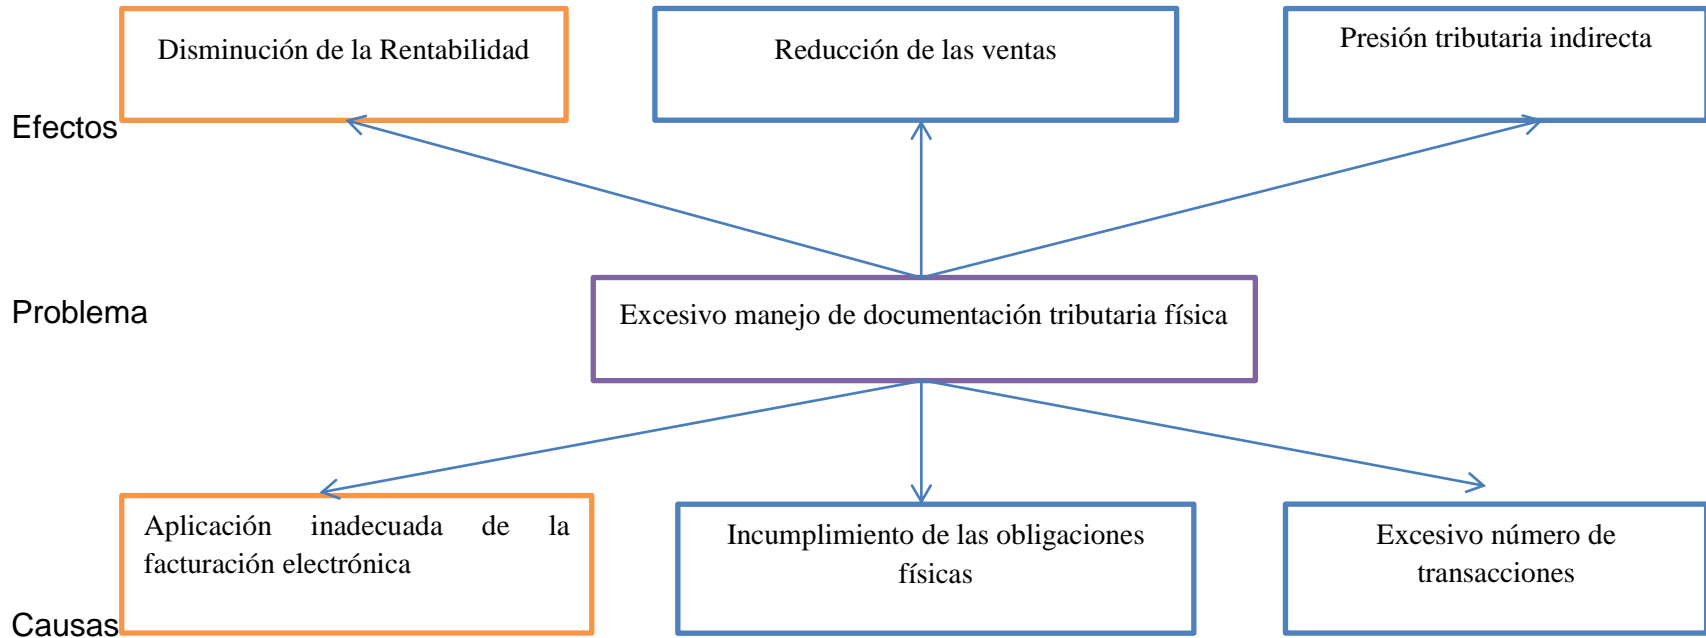 Disminución de la Rentabilidad
Reducción de las ventas
Presión tributaria indirecta
Efectos
Problema
Excesivo manejo de documentación tributaria física
Aplicación inadecuada de la
facturación electrónica
Incumplimiento de las obligaciones
físicas
Excesivo número de
transacciones
Causas